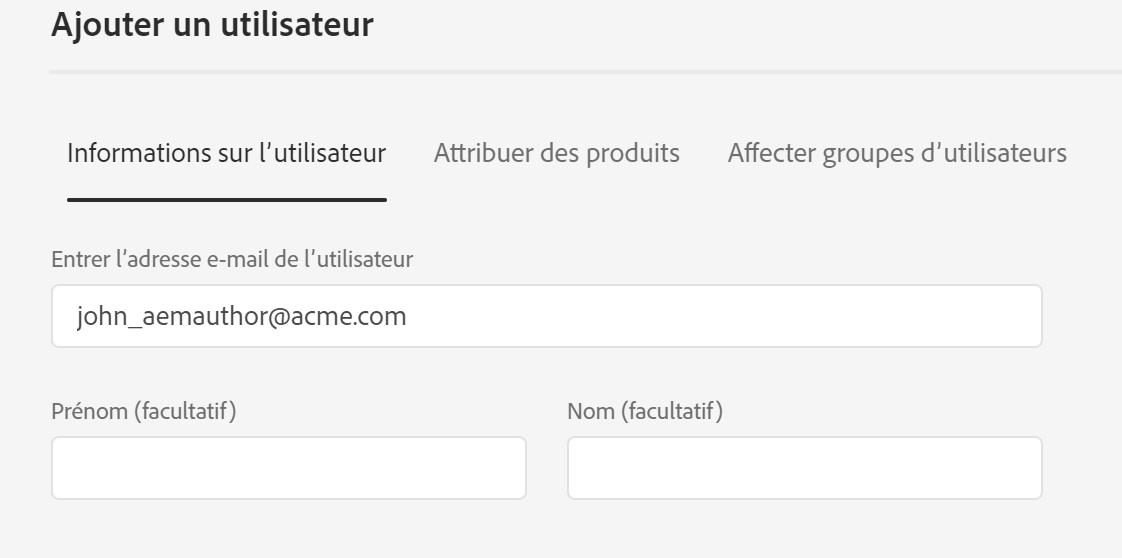 Ajouter un utilisateur
Informations sur l’utilisateur Attribuer des produits Affecter groupes d’utilisateurs
Entrer l’adresse e-mail de l’utilisateur
john_aemauthor@acme.com
Prénom (facultatif) Nom (facultatif)